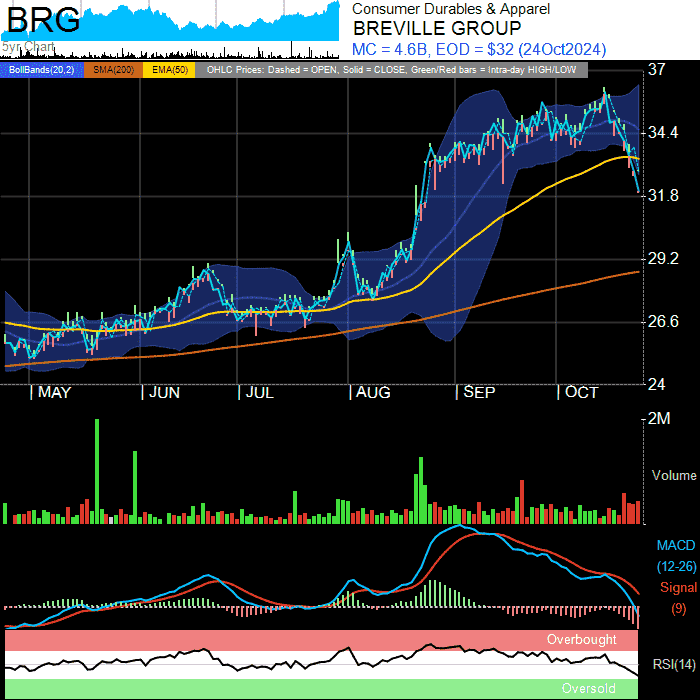 BRG
5yr Chart
Consumer Durables & Apparel
BREVILLE GROUP
MC = 4.6B, EOD = $32 (24Oct2024)
BollBands(20,2) SMA(200) EMA(50) OHLC Prices: Dashed = OPEN, Solid = CLOSE, Green/Red bars = Intra-day HIGH/LOW
37
34.4
31.8
29.2
26.6
24
MAY JUN JUL AUG SEP OCT
2M
Volume
MACD
(12-26)
Signal
(9)
Overbought
RSI(14)
Oversold